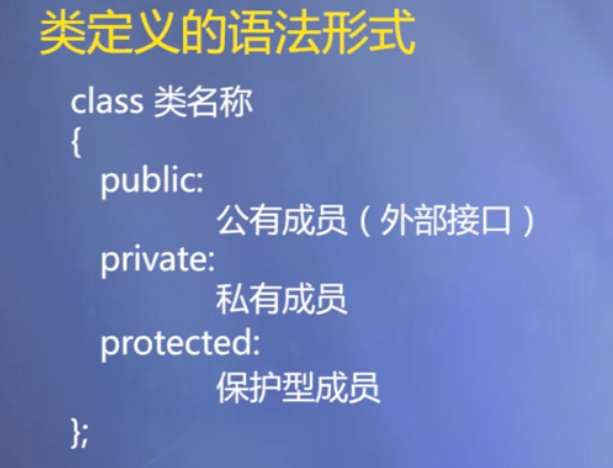 类定义的语法形式
class 类名称
{
public:
公有成员（外部接口）
private:
私有成员
protected:
保护型成员
};